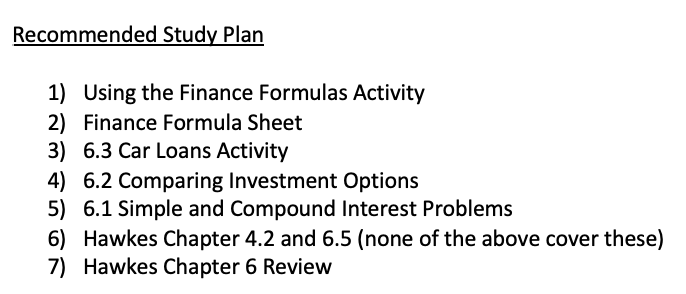 Recommended Study Plan
1) Using the Finance Formulas Activity
2) Finance Formula Sheet
3) 6.3 Car Loans Activity
4) 6.2 Comparing Investment Options
5) 6.1 Simple and Compound Interest Problems
6) Hawkes Chapter 4.2 and 6.5 (none of the above cover these)
7) Hawkes Chapter 6 Review